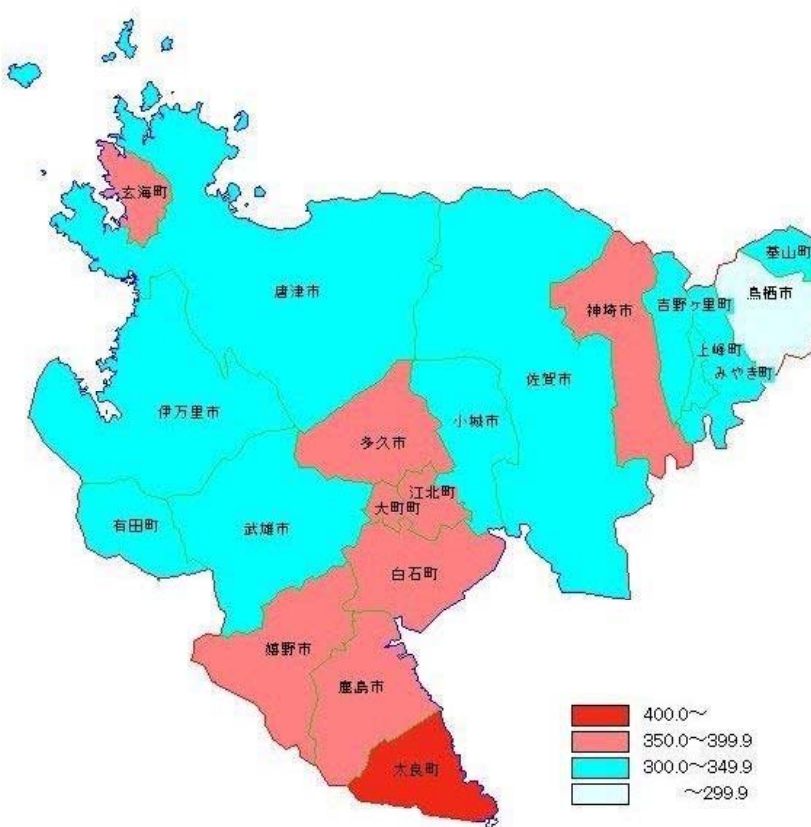 玄海町
基山町
唐津市
鳥栖市
神埼市
吉野ヶ里町
上峰町
みやき町
佐賀市
伊万里市
小城市
多久市
江北町
大町町
有田町
武雄市
白石町
嬉野市
鹿島市
太良町
400.0～
350.0～399.9
300.0～349.9
～299.9